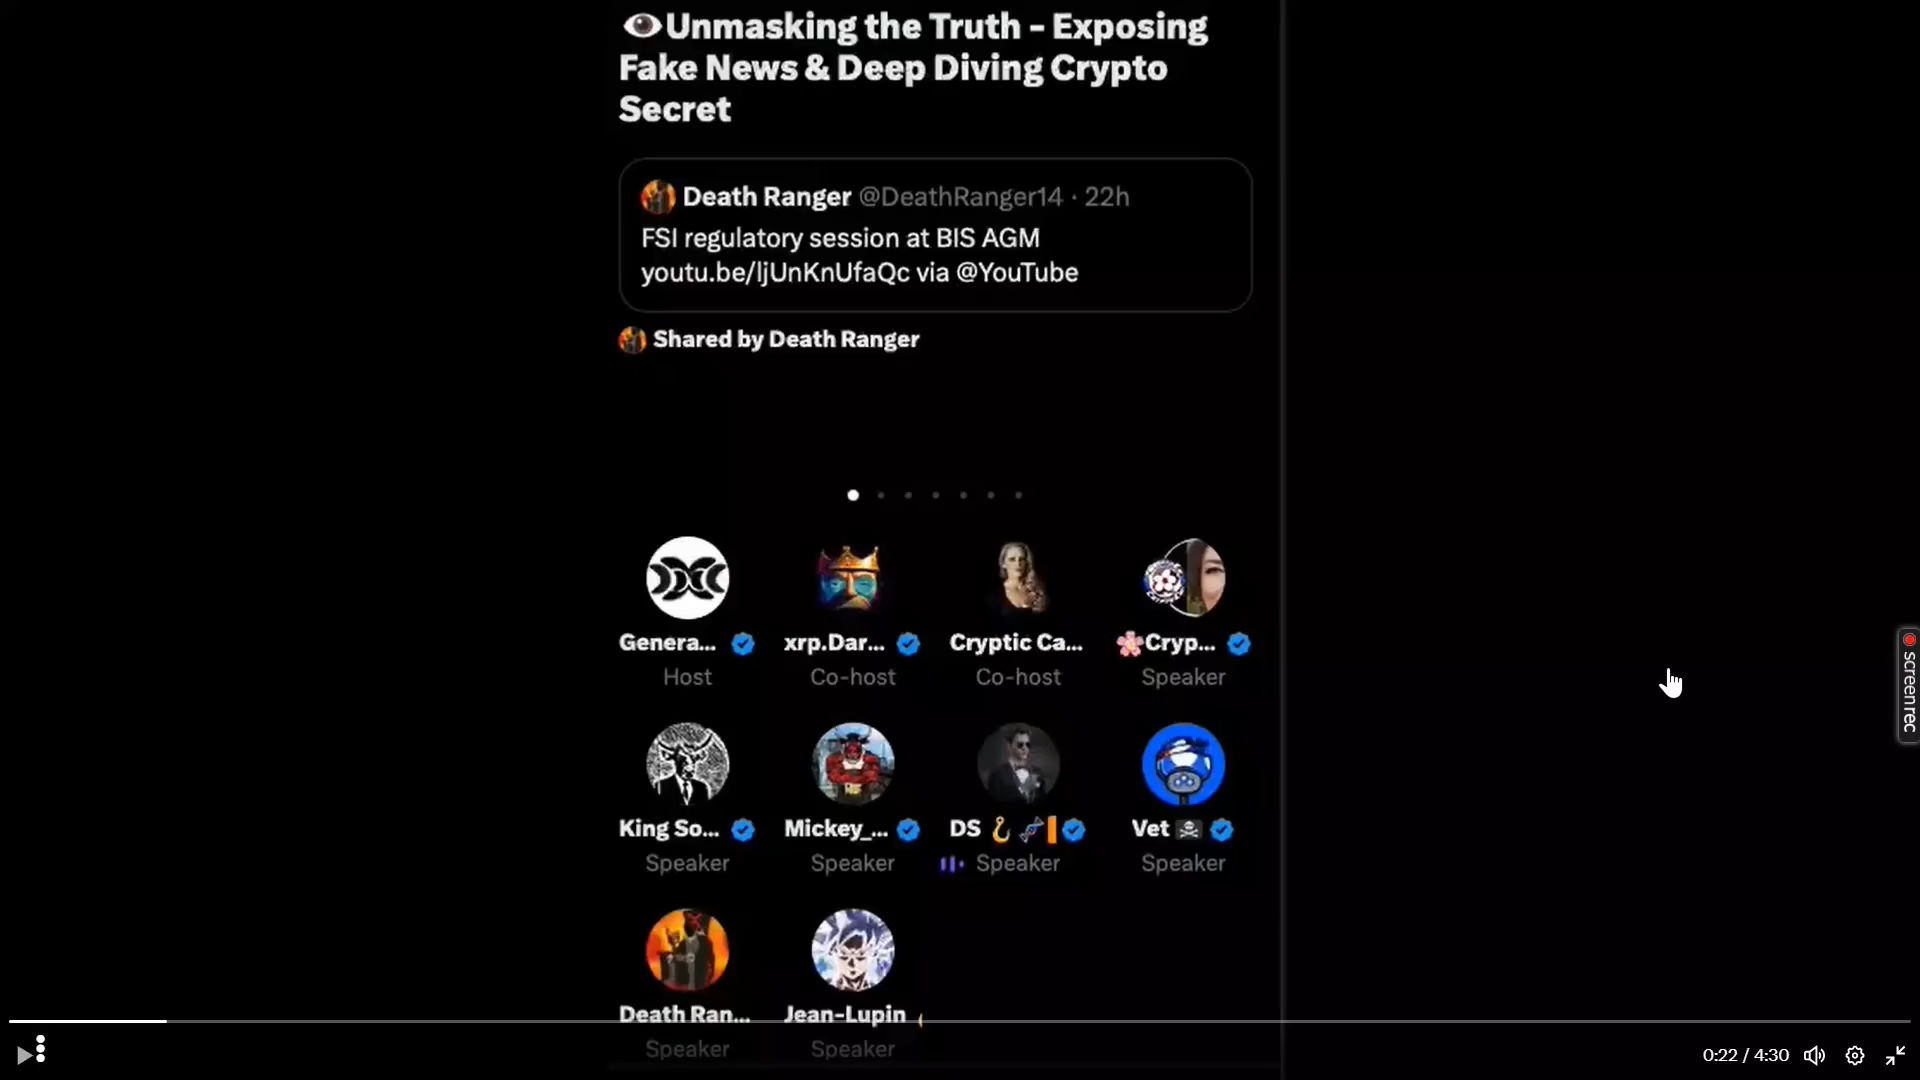 👁Unmasking the Truth - Exposing
Fake News & Deep Diving Crypto
Secret
Death Ranger @DeathRanger14 · 22h
FSI regulatory session at BIS AGM
youtu.be/ljUnKnUfaQc via @YouTube
Shared by Death Ranger
Genera... xrp.Dar... Cryptic Ca... 🌸Cryp...
Host Co-host Co-host Speaker
King So... Mickey_... DS 🪝🧬📙 Vet 🏴‍☠️
Speaker Speaker Speaker Speaker
Death Ran... Jean-Lupin
Speaker Speaker
0:22 / 4:30
screenrec